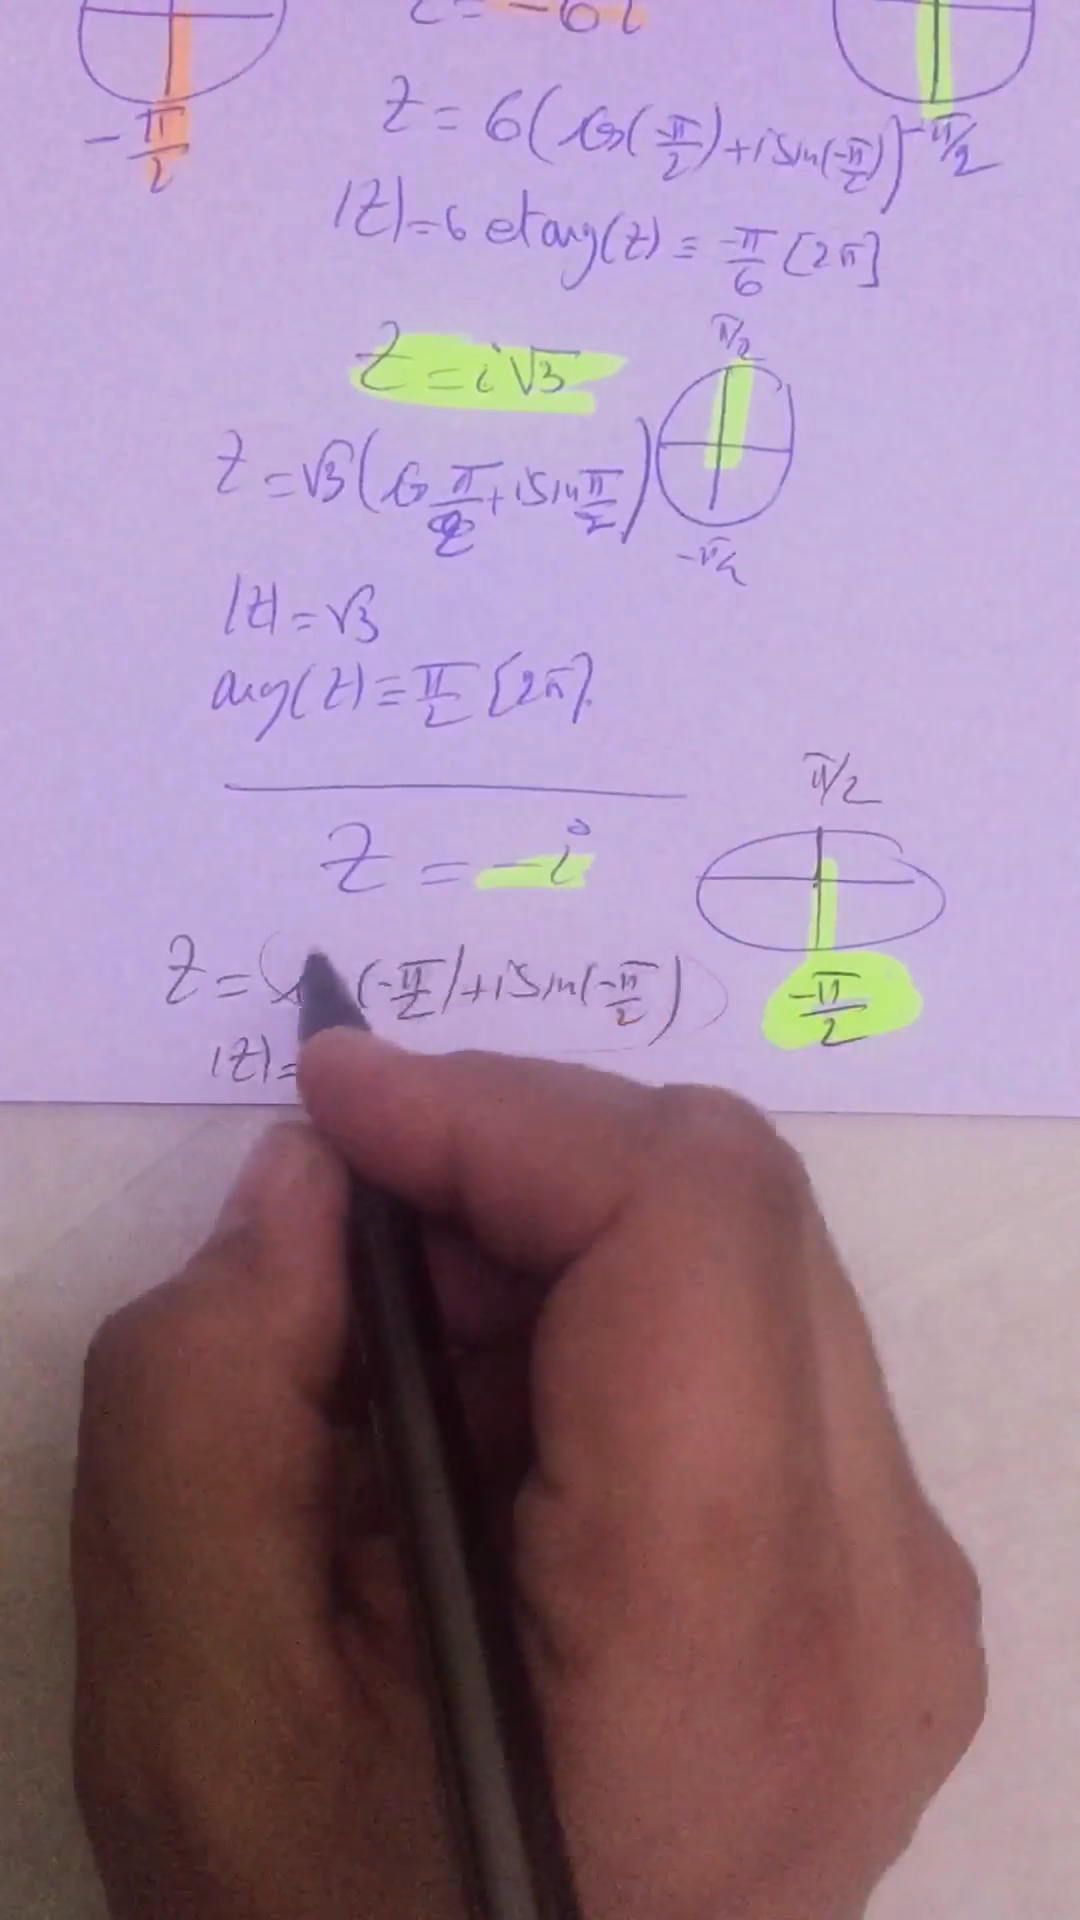 -π/2
z = -6i
-π/2
z = 6(cos(-π/2) + i sin(-π/2))
|z| = 6 et arg(z) ≡ -π/6 [2π]
π/2
z = i√3
z = √3(cos π/2 + i sin π/2)
-π/2
|z| = √3
arg(z) ≡ π/2 [2π].
π/2
z = -i
z = (-π/2) + i sin(-π/2)
-π/2
|z| =